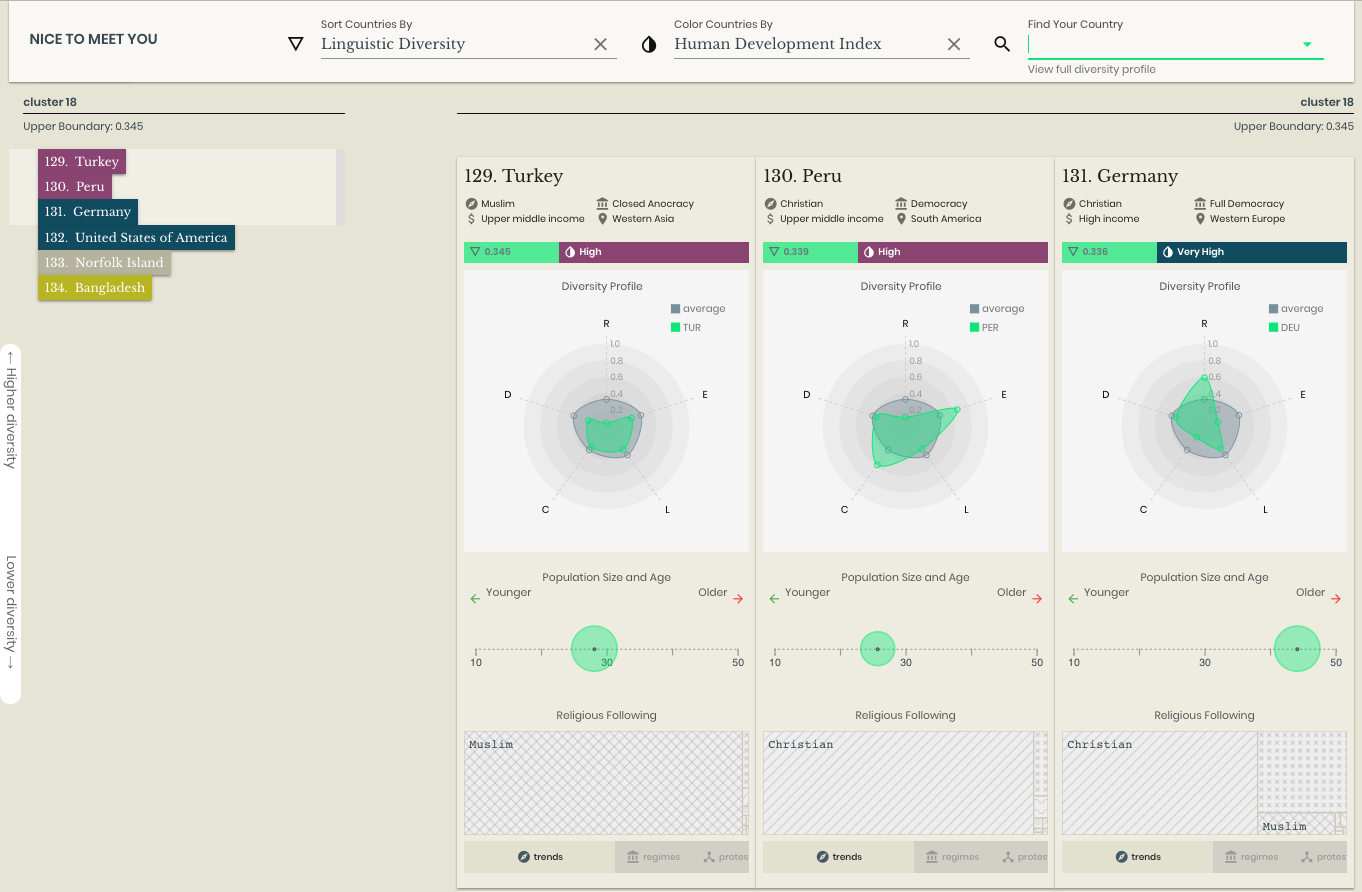 NICE TO MEET YOU
Sort Countries By
Linguistic Diversity
Color Countries By
Human Development Index
Find Your Country
View full diversity profile
cluster 18
Upper Boundary: 0.345
129. Turkey
130. Peru
131. Germany
132. United States of America
133. Norfolk Island
134. Bangladesh
← Higher diversity
Lower diversity →
cluster 18
Upper Boundary: 0.345
129. Turkey
Muslim
Closed Anocracy
Upper middle income
Western Asia
0.345
High
Diversity Profile
average
TUR
R
1.0
0.8
0.6
0.4
0.2
D
E
C
L
Population Size and Age
Younger
Older
10
30
50
Religious Following
Muslim
trends
regimes
protes
130. Peru
Christian
Democracy
Upper middle income
South America
0.339
High
Diversity Profile
average
PER
R
1.0
0.8
0.6
0.4
0.2
D
E
C
L
Population Size and Age
Younger
Older
10
30
50
Religious Following
Christian
trends
regimes
protes
131. Germany
Christian
Full Democracy
High income
Western Europe
0.336
Very High
Diversity Profile
average
DEU
R
1.0
0.8
0.6
0.4
0.2
D
E
C
L
Population Size and Age
Younger
Older
10
30
50
Religious Following
Christian
Muslim
trends
regimes
protes